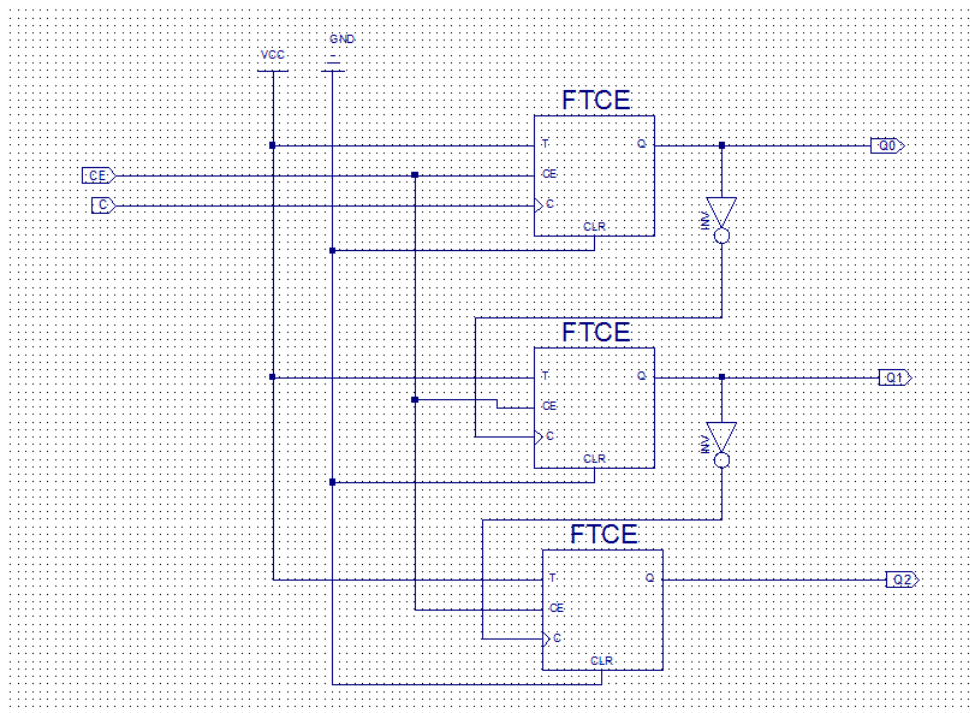 GND
VCC
FTCE
T Q Q0
CE CE
C C
CLR
INV
FTCE
T Q Q1
CE
C
CLR
INV
FTCE
T Q Q2
CE
C
CLR